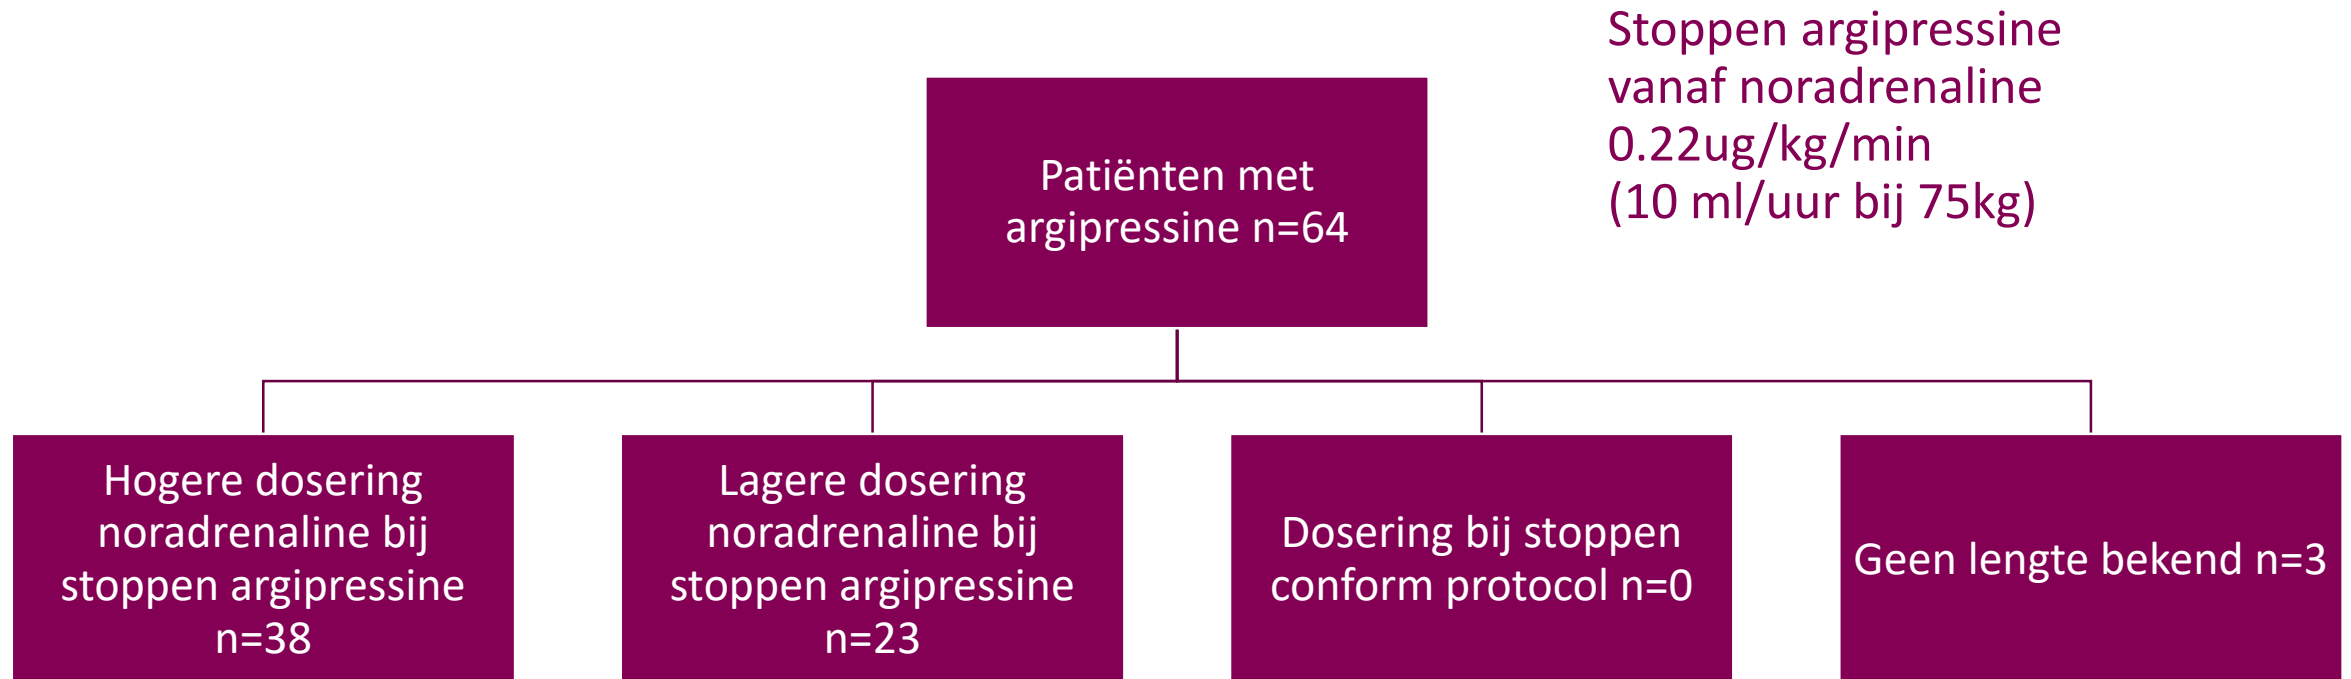 Stoppen argipressine
vanaf noradrenaline
0.22ug/kg/min
(10 ml/uur bij 75kg)
Patiënten met
argipressine n=64
Hogere dosering
noradrenaline bij
stoppen argipressine
n=38
Lagere dosering
noradrenaline bij
stoppen argipressine
n=23
Dosering bij stoppen
conform protocol n=0
Geen lengte bekend n=3